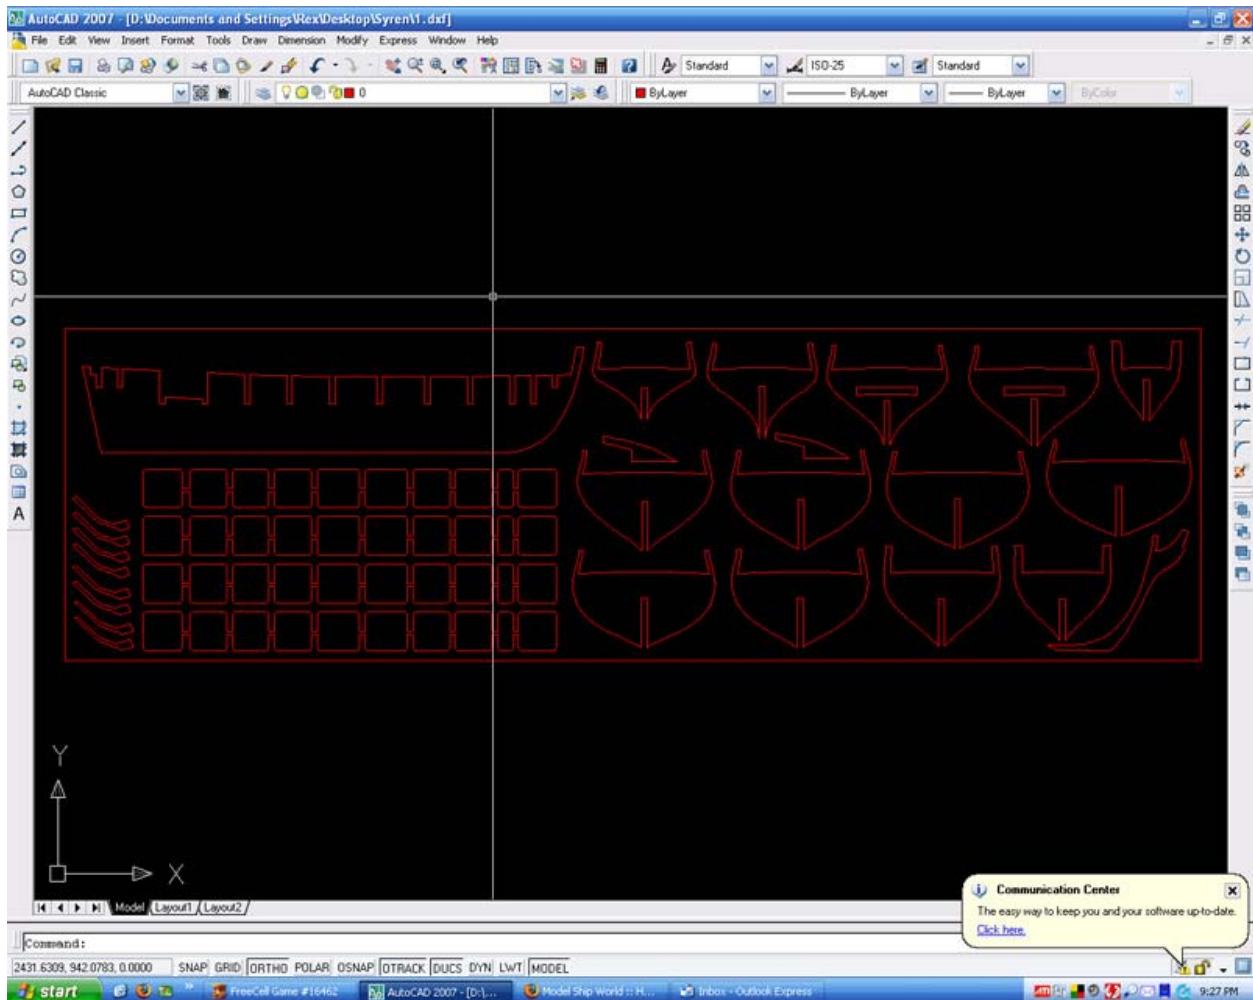 AutoCAD 2007 - [D:\Documents and Settings\Rex\Desktop\Syren\1.dxf]
File Edit View Insert Format Tools Draw Dimension Modify Express Window Help
Standard ISO-25 Standard
AutoCAD Classic 0 ByLayer ByLayer ByLayer ByColor
A
Y
X
Model Layout1 Layout2
Communication Center
The easy way to keep you and your software up-to-date.
Click here.
Command:
2431.6309, 942.0783, 0.0000 SNAP GRID ORTHO POLAR OSNAP OTRACK DUCS DYN LWT MODEL
start FreeCell Game #16462 AutoCAD 2007 - [D:\... Model Ship World :: H... Inbox - Outlook Express 9:27 PM